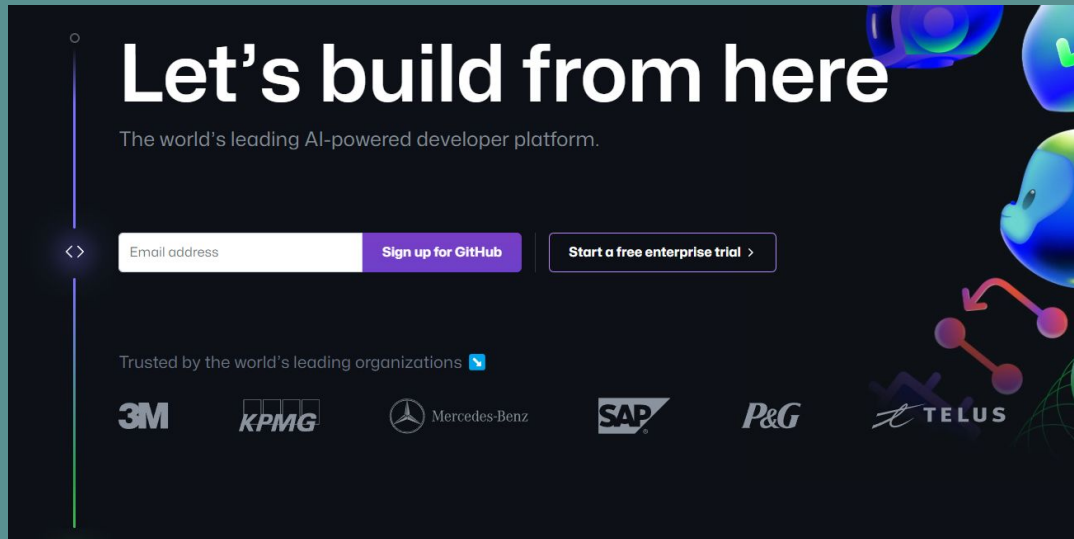 Let’s build from here
The world’s leading AI-powered developer platform.
Email address
Sign up for GitHub
Start a free enterprise trial >
Trusted by the world’s leading organizations ↘
3M
KPMG
Mercedes-Benz
SAP®
P&G
TELUS